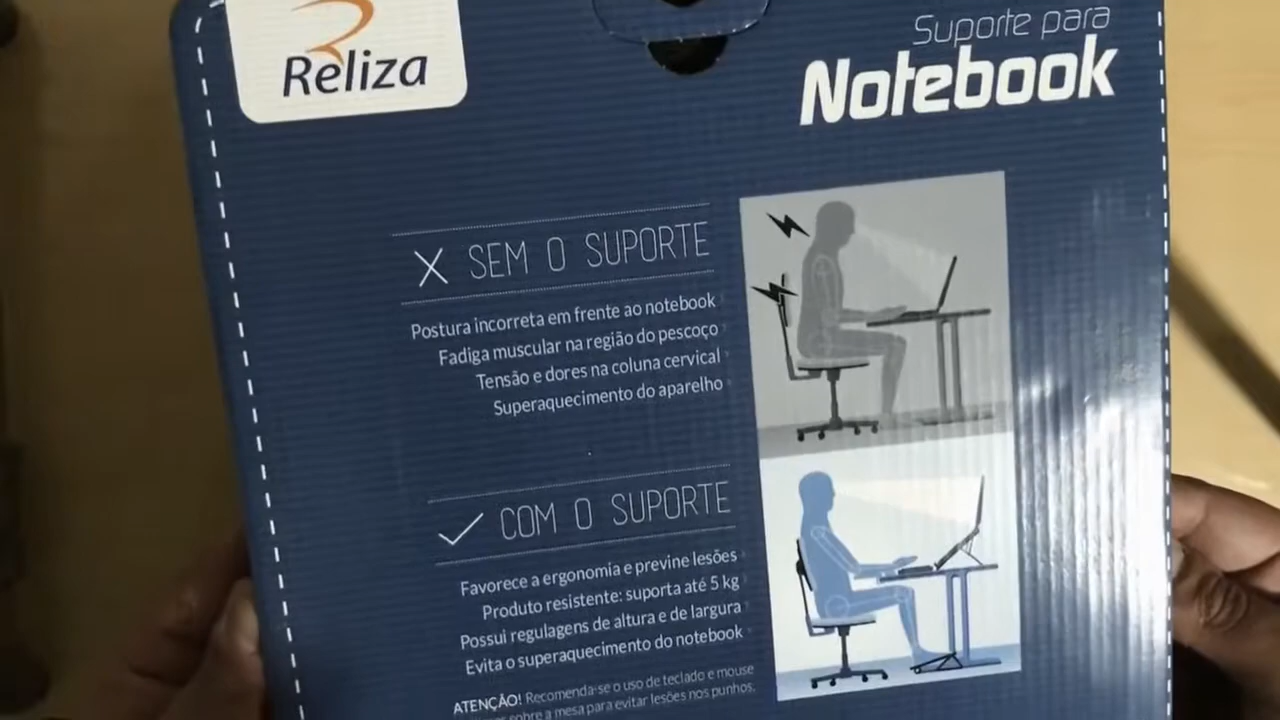 Reliza
Suporte para
Notebook
SEM O SUPORTE
Postura incorreta em frente ao notebook
Fadiga muscular na região do pescoço
Tensão e dores na coluna cervical
Superaquecimento do aparelho
COM O SUPORTE
Favorece a ergonomia e previne lesões
Produto resistente: suporta até 5 kg
Possui regulagens de altura e de largura
Evita o superaquecimento do notebook
ATENÇÃO! Recomenda-se o uso de teclado e mouse
sobre a mesa para evitar lesões nos punhos.